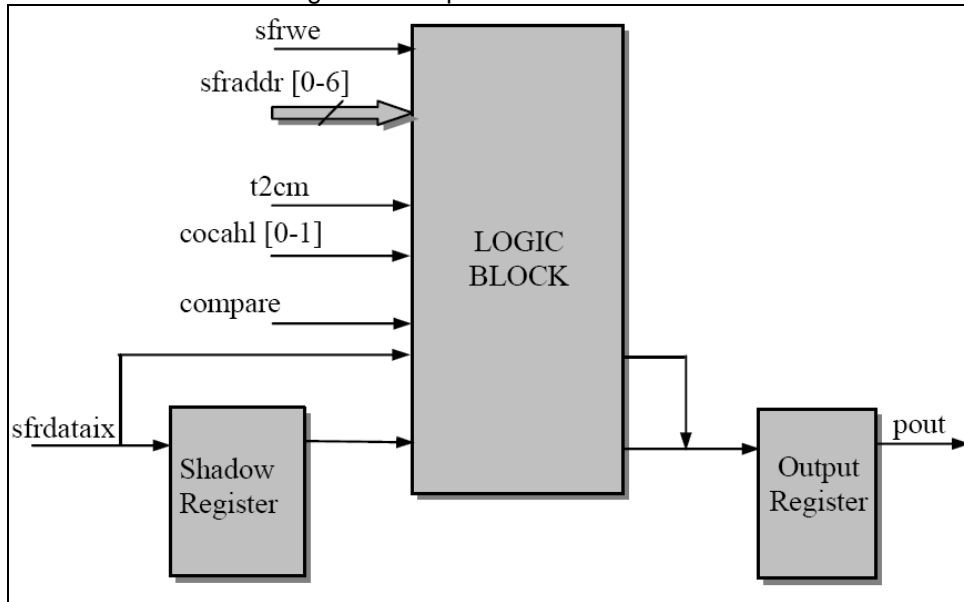 sfrwe
sfraddr [0-6]
t2cm
cocahl [0-1]
compare
LOGIC
BLOCK
sfrdataix
Shadow
Register
Output
Register
pout